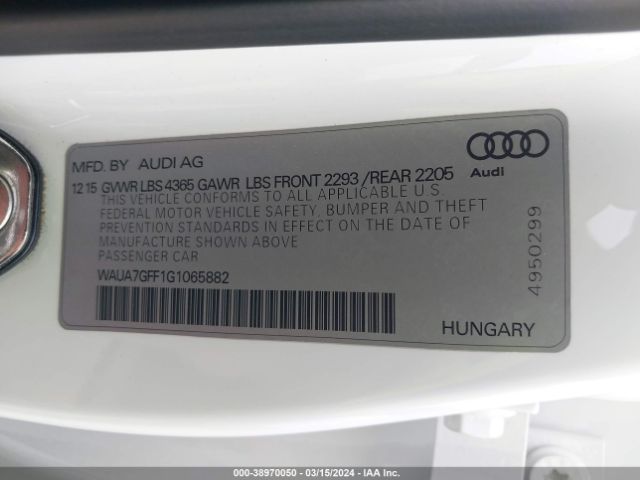 MFD. BY AUDI AG
12 15 GVWR LBS 4365 GAWR LBS FRONT 2293 /REAR 2205
THIS VEHICLE CONFORMS TO ALL APPLICABLE U.S.
FEDERAL MOTOR VEHICLE SAFETY, BUMPER AND THEFT
PREVENTION STANDARDS IN EFFECT ON THE DATE OF
MANUFACTURE SHOWN ABOVE
PASSENGER CAR
WAUA7GFF1G1065882
Audi
4950299
HUNGARY
000-38970050 - 03/15/2024 - IAAI.COM